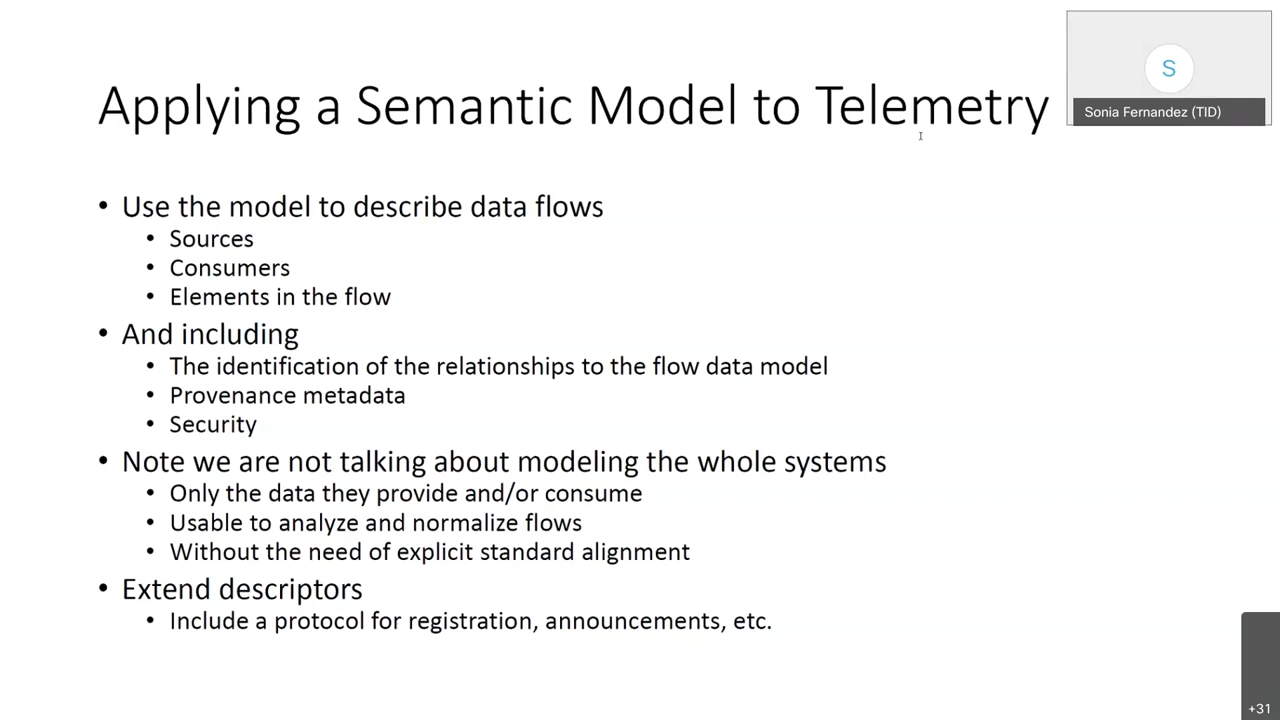 Applying a Semantic Model to Telemetry
S
Sonia Fernandez (TID)
• Use the model to describe data flows
• Sources
• Consumers
• Elements in the flow
• And including
• The identification of the relationships to the flow data model
• Provenance metadata
• Security
• Note we are not talking about modeling the whole systems
• Only the data they provide and/or consume
• Usable to analyze and normalize flows
• Without the need of explicit standard alignment
• Extend descriptors
• Include a protocol for registration, announcements, etc.
+31